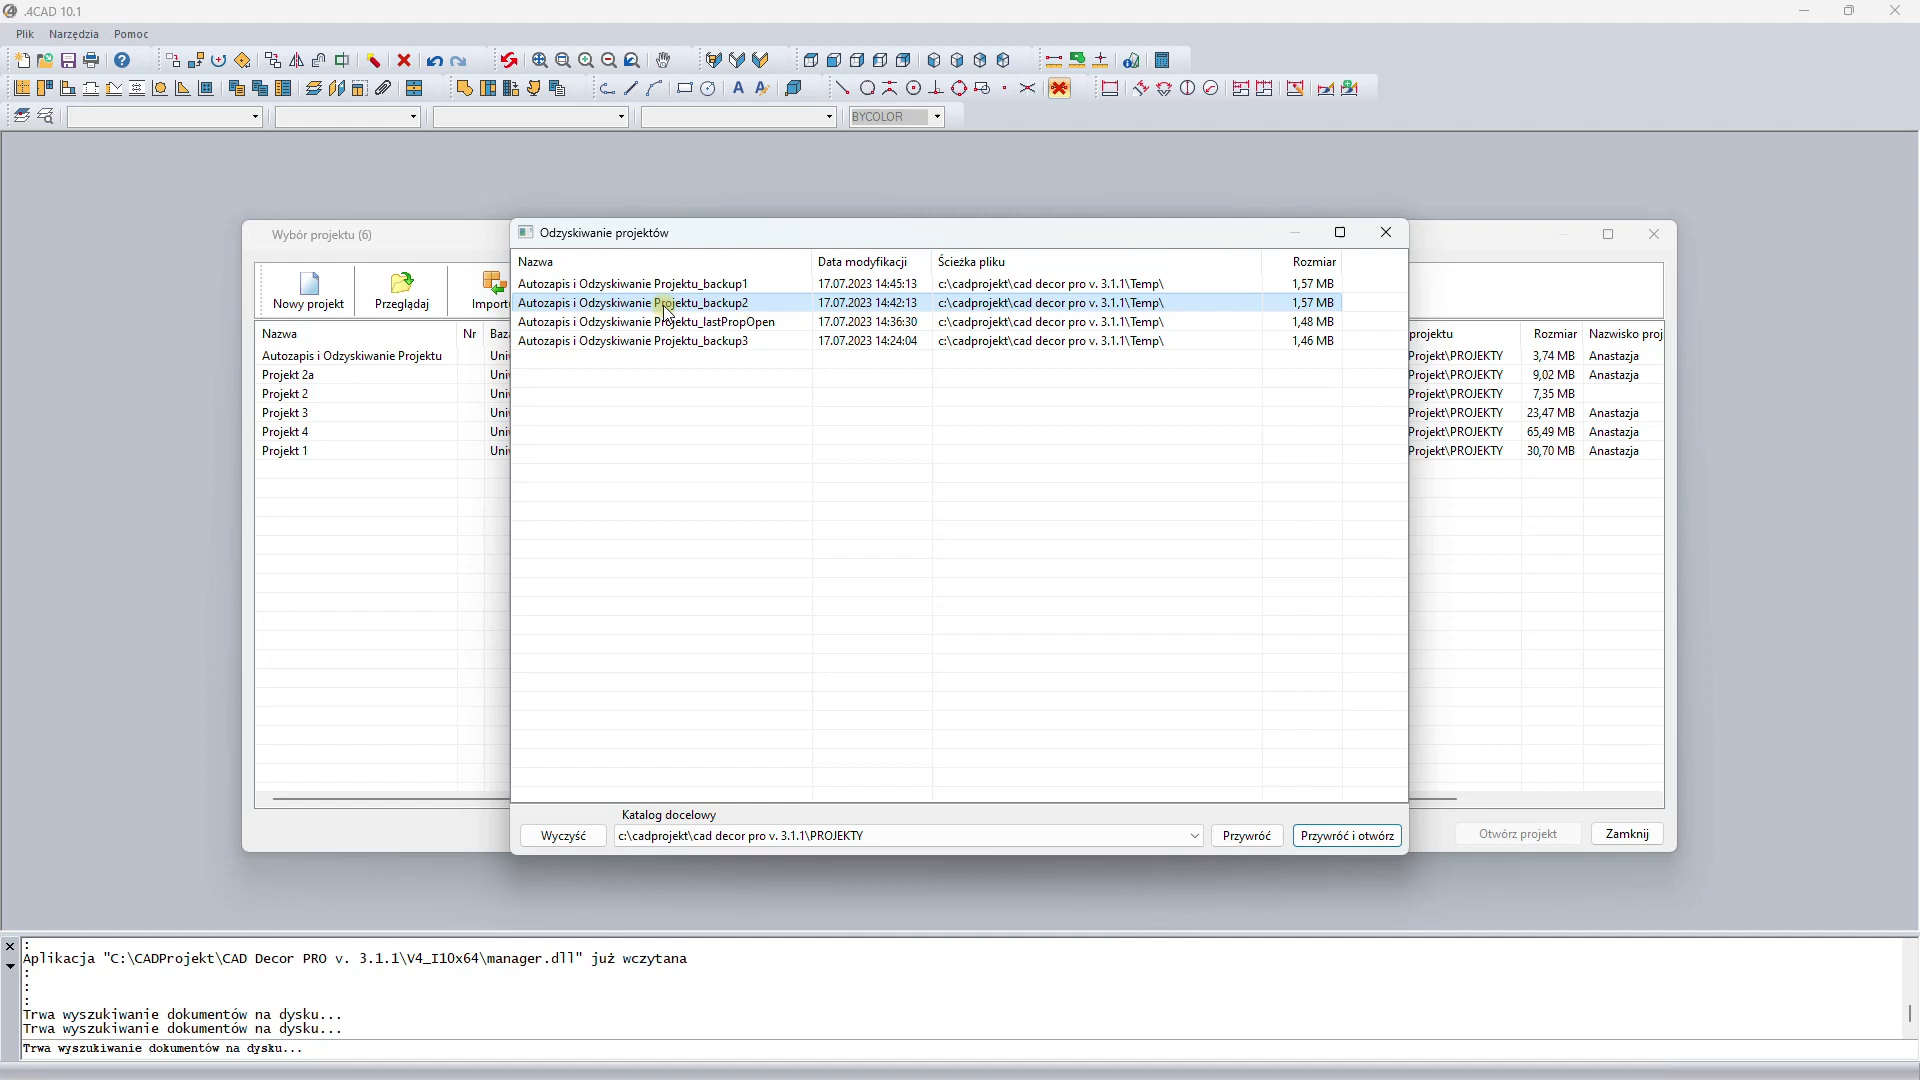 .4CAD 10.1
Plik Narzędzia Pomoc
BYCOLOR
Wybór projektu (6)
Nowy projekt
Przeglądaj
Import
Nazwa Nr
Autozapis i Odzyskiwanie Projektu
Projekt 2a
Projekt 2
Projekt 3
Projekt 4
Projekt 1
Odzyskiwanie projektów
Nazwa Data modyfikacji Ścieżka pliku Rozmiar
Autozapis i Odzyskiwanie Projektu_backup1 17.07.2023 14:45:13 c:\cadprojekt\cad decor pro v. 3.1.1\Temp\ 1,57 MB
Autozapis i Odzyskiwanie Projektu_backup2 17.07.2023 14:42:13 c:\cadprojekt\cad decor pro v. 3.1.1\Temp\ 1,57 MB
Autozapis i Odzyskiwanie Projektu_lastPropOpen 17.07.2023 14:36:30 c:\cadprojekt\cad decor pro v. 3.1.1\Temp\ 1,48 MB
Autozapis i Odzyskiwanie Projektu_backup3 17.07.2023 14:24:04 c:\cadprojekt\cad decor pro v. 3.1.1\Temp\ 1,46 MB
Katalog docelowy
Wyczyść c:\cadprojekt\cad decor pro v. 3.1.1\PROJEKTY Przywróć Przywróć i otwórz
projektu Rozmiar Nazwisko proj
Projekt\PROJEKTY 3,74 MB Anastazja
Projekt\PROJEKTY 9,02 MB Anastazja
Projekt\PROJEKTY 7,35 MB
Projekt\PROJEKTY 23,47 MB Anastazja
Projekt\PROJEKTY 65,49 MB Anastazja
Projekt\PROJEKTY 30,70 MB Anastazja
Otwórz projekt Zamknij
:
Aplikacja "C:\CADProjekt\CAD Decor PRO v. 3.1.1\V4_I10x64\manager.dll" już wczytana
:
:
:
Trwa wyszukiwanie dokumentów na dysku...
Trwa wyszukiwanie dokumentów na dysku...
Trwa wyszukiwanie dokumentów na dysku...